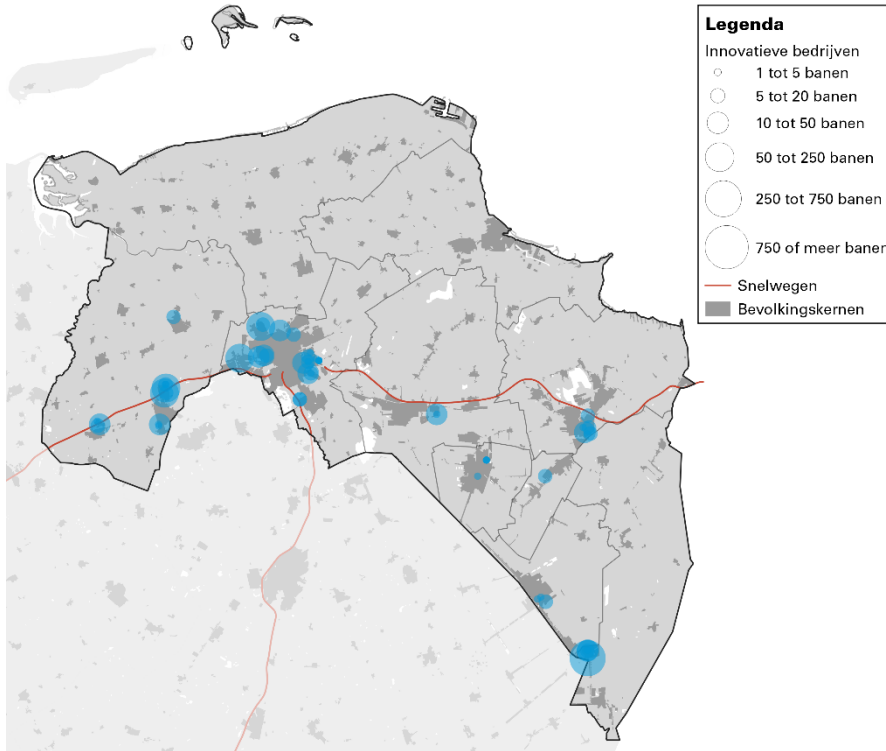 Legenda
Innovatieve bedrijven
1 tot 5 banen
5 tot 20 banen
10 tot 50 banen
50 tot 250 banen
250 tot 750 banen
750 of meer banen
Snelwegen
Bevolkingskernen